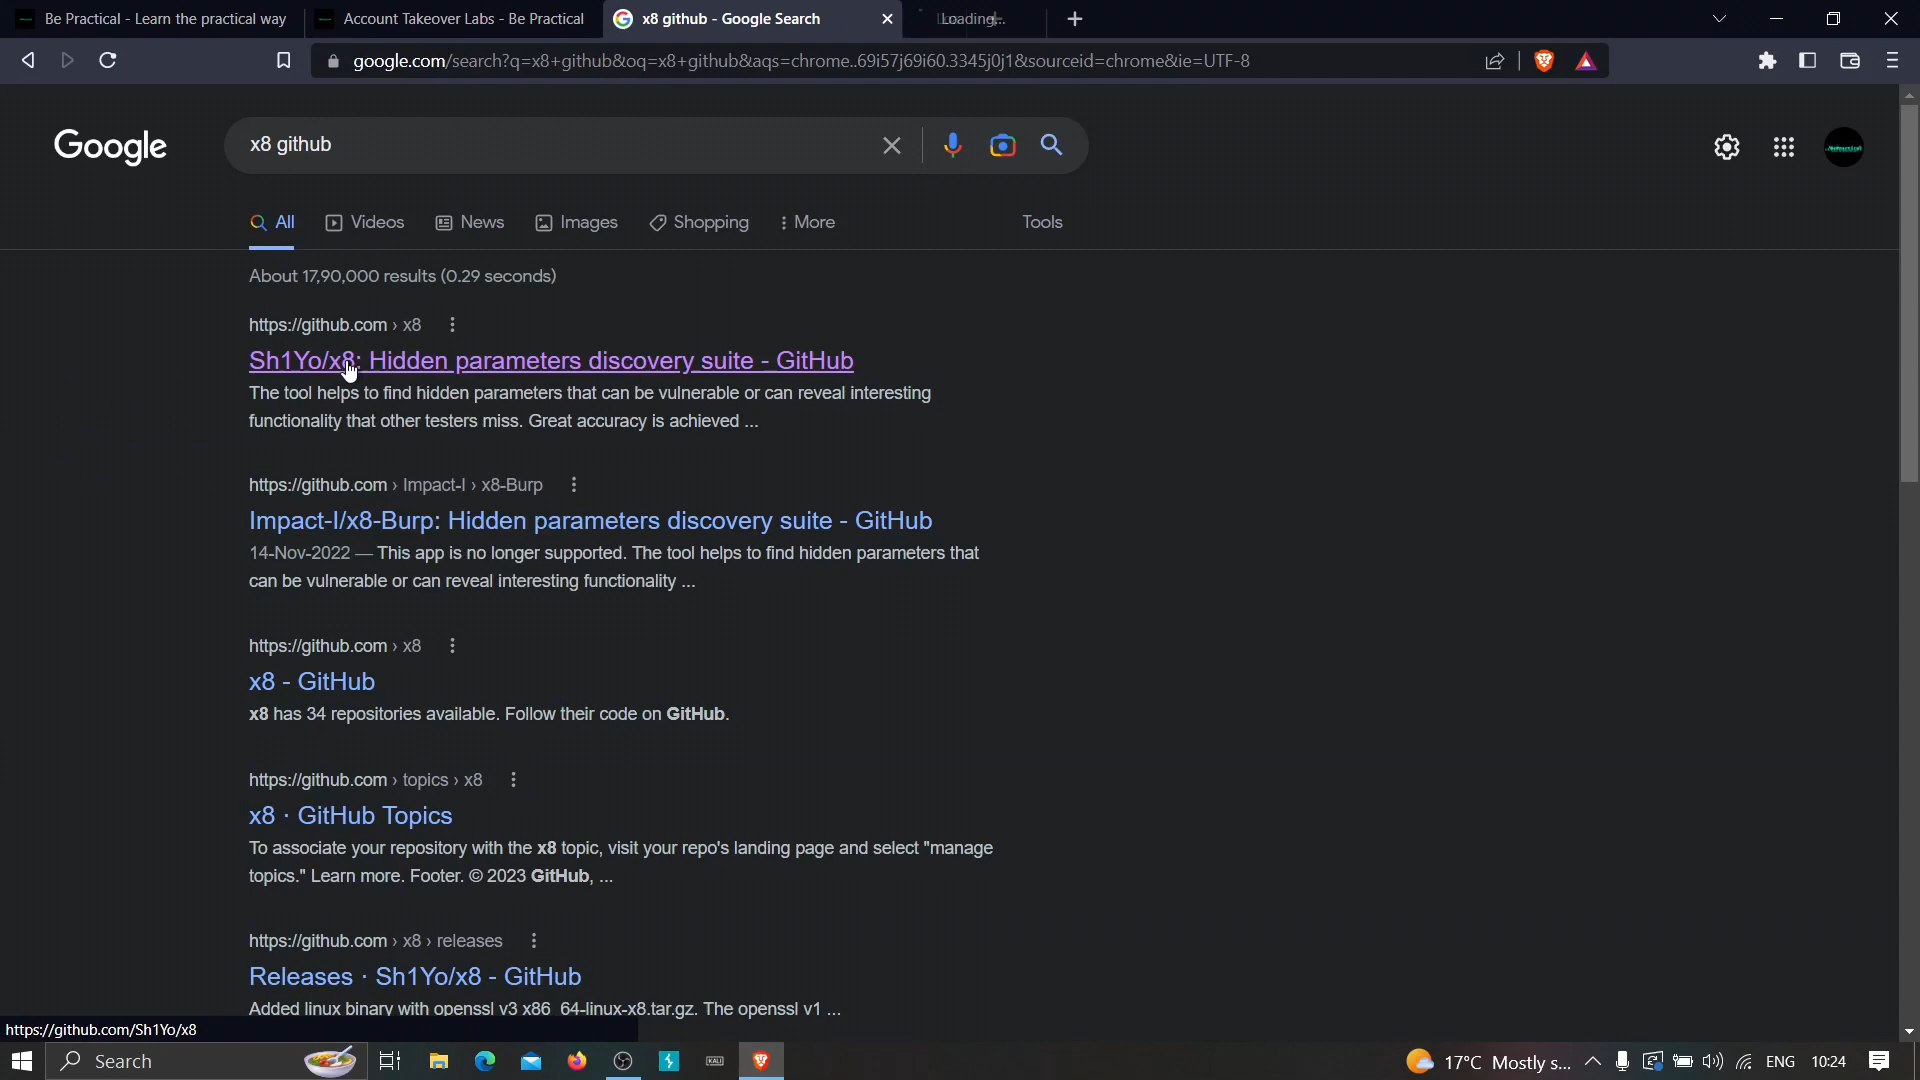 Be Practical - Learn the practical way
Account Takeover Labs - Be Practical
x8 github - Google Search
Loading...
google.com/search?q=x8+github&oq=x8+github&aqs=chrome..69i57j69i60.3345j0j1&sourceid=chrome&ie=UTF-8
Google
x8 github
All
Videos
News
Images
Shopping
More
Tools
About 17,90,000 results (0.29 seconds)
https://github.com › x8
Sh1Yo/x8: Hidden parameters discovery suite - GitHub
The tool helps to find hidden parameters that can be vulnerable or can reveal interesting
functionality that other testers miss. Great accuracy is achieved ...
https://github.com › Impact-I › x8-Burp
Impact-I/x8-Burp: Hidden parameters discovery suite - GitHub
14-Nov-2022 — This app is no longer supported. The tool helps to find hidden parameters that
can be vulnerable or can reveal interesting functionality ...
https://github.com › x8
x8 - GitHub
x8 has 34 repositories available. Follow their code on GitHub.
https://github.com › topics › x8
x8 · GitHub Topics
To associate your repository with the x8 topic, visit your repo's landing page and select "manage
topics." Learn more. Footer. © 2023 GitHub, ...
https://github.com › x8 › releases
Releases · Sh1Yo/x8 - GitHub
Added linux binary with openssl v3 x86_64-linux-x8.tar.gz. The openssl v1 ...
https://github.com/Sh1Yo/x8
Search
KALI
17°C Mostly s...
ENG
10:24